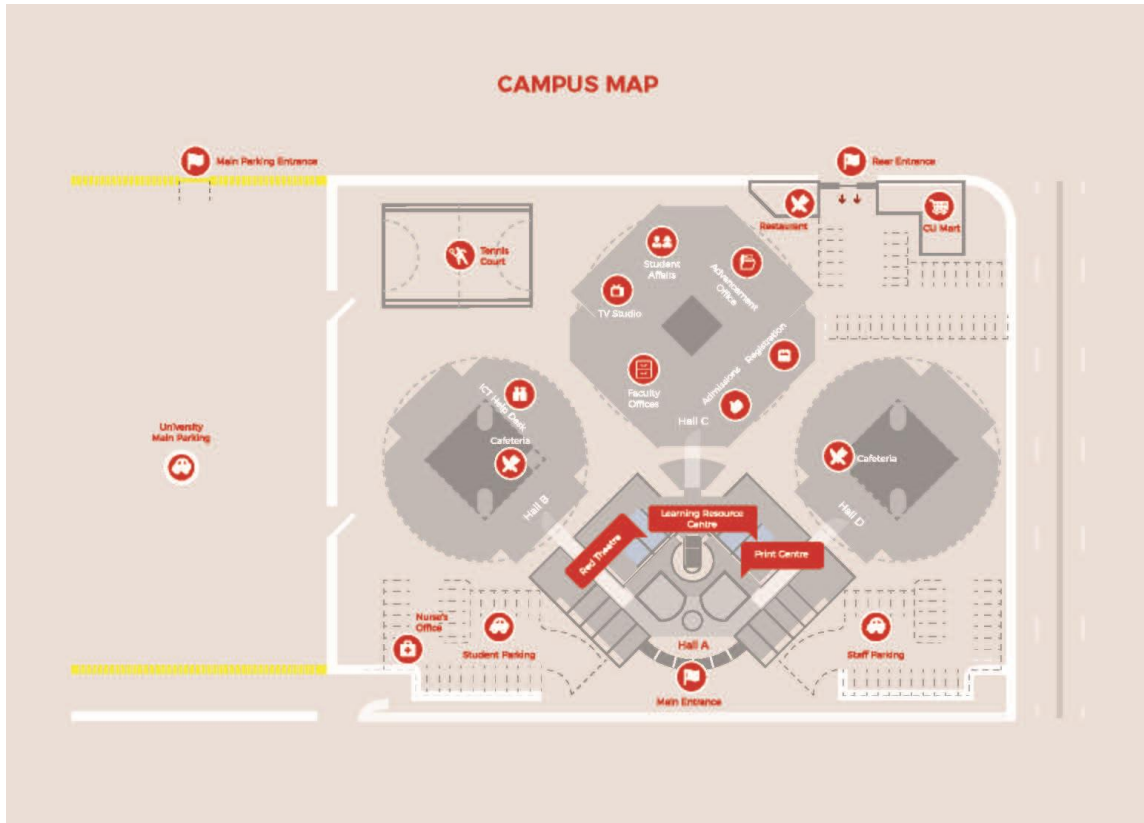 CAMPUS MAP
Main Parking Entrance
Rear Entrance
Restaurant
CU Mart
Tennis
Court
Student
Affairs
Advancement
Office
TV Studio
Registration
Faculty
Offices
Admissions
Hall C
ICT Help Desk
Cafeteria
Hall B
University
Main Parking
Cafeteria
Hall D
Learning Resource
Centre
Red Theatre
Print Centre
Nurse's
Office
Student Parking
Hall A
Staff Parking
Main Entrance